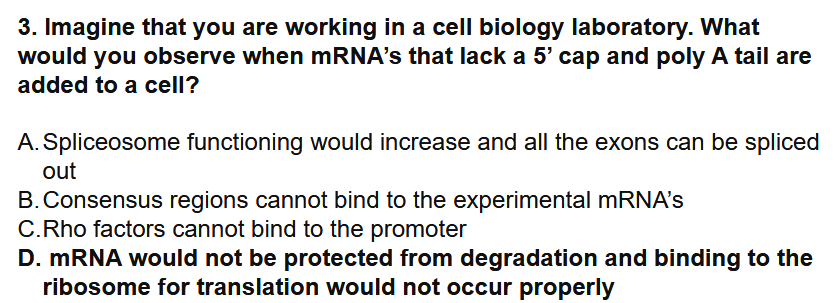 3. Imagine that you are working in a cell biology laboratory. What
would you observe when mRNA’s that lack a 5’ cap and poly A tail are
added to a cell?
A. Spliceosome functioning would increase and all the exons can be spliced
out
B. Consensus regions cannot bind to the experimental mRNA’s
C. Rho factors cannot bind to the promoter
D. mRNA would not be protected from degradation and binding to the
ribosome for translation would not occur properly